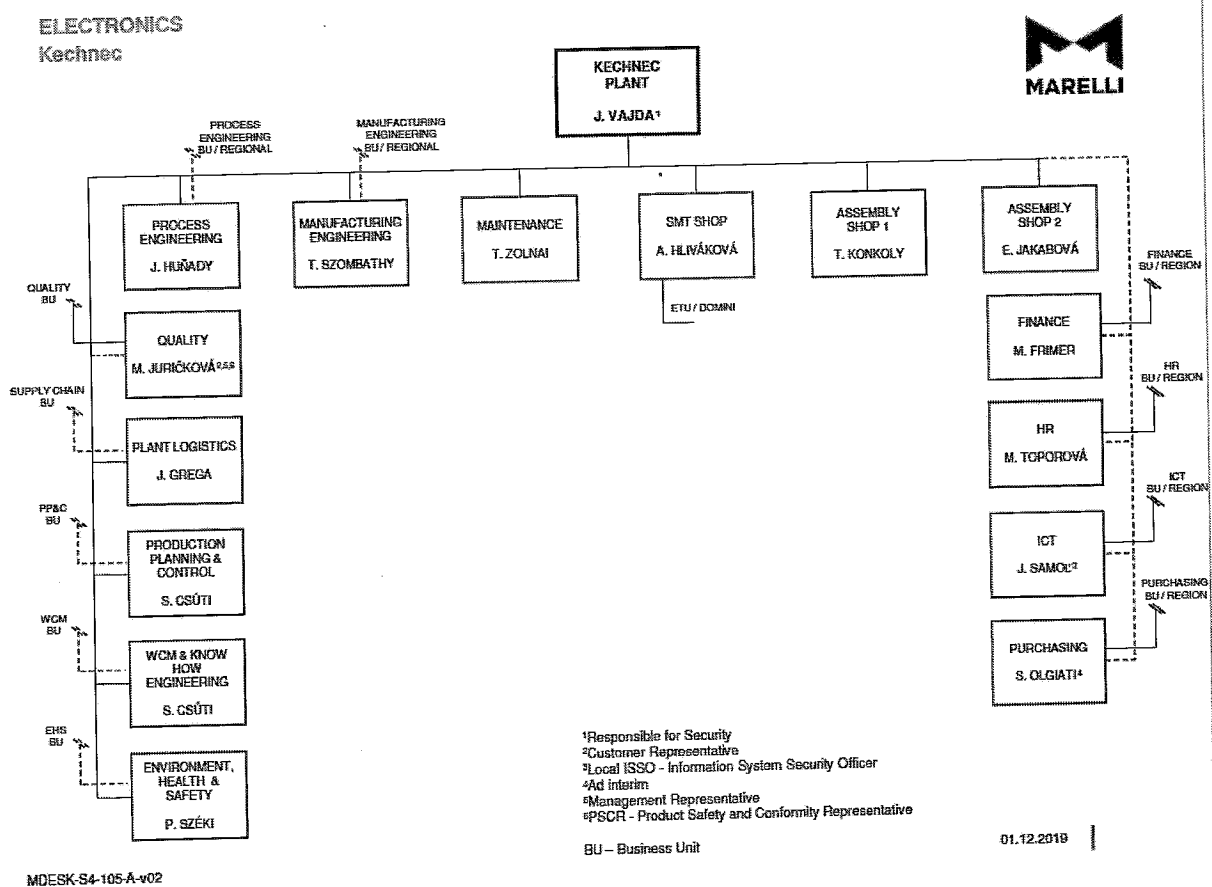 ELECTRONICS
Kechnec
MARELLI
KECHNEC
PLANT
J. VAJDA¹
PROCESS
ENGINEERING
BU / REGIONAL
MANUFACTURING
ENGINEERING
BU / REGIONAL
PROCESS
ENGINEERING
J. HUŇADY
MANUFACTURING
ENGINEERING
T. SZOMBATHY
MAINTENANCE
T. ZOLNAI
SMT SHOP
A. HLIVÁKOVÁ
ETU / DOMINI
ASSEMBLY
SHOP 1
T. KONKOLY
ASSEMBLY
SHOP 2
E. JAKABOVÁ
QUALITY
BU
QUALITY
M. JURIČKOVÁ²,⁵,⁶
SUPPLY CHAIN
BU
PLANT LOGISTICS
J. GREGA
PP&C
BU
PRODUCTION
PLANNING &
CONTROL
S. CSÚTI
WCM
BU
WCM & KNOW
HOW
ENGINEERING
S. CSÚTI
EHS
BU
ENVIRONMENT,
HEALTH &
SAFETY
P. SZÉKI
FINANCE
BU / REGION
FINANCE
M. FRIMER
HR
BU / REGION
HR
M. TOPOROVÁ
ICT
BU / REGION
ICT
J. SAMOĽ³
PURCHASING
BU / REGION
PURCHASING
S. OLGIATI⁴
¹Responsible for Security
²Customer Representative
³Local ISSO - Information System Security Officer
⁴Ad interim
⁵Management Representative
⁶PSCR - Product Safety and Conformity Representative
BU – Business Unit
01.12.2019
MDESK-S4-105-A-v02